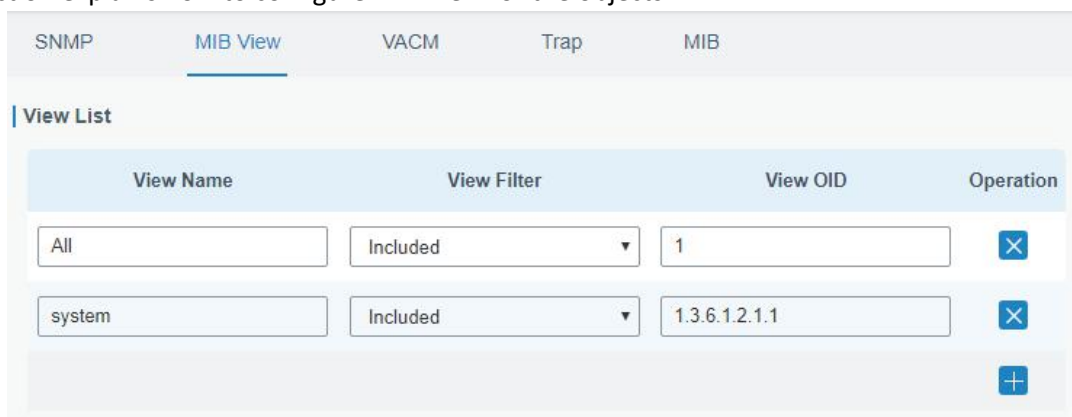 SNMP MIB View VACM Trap MIB
View List
View Name View Filter View OID Operation
All Included 1
system Included 1.3.6.1.2.1.1